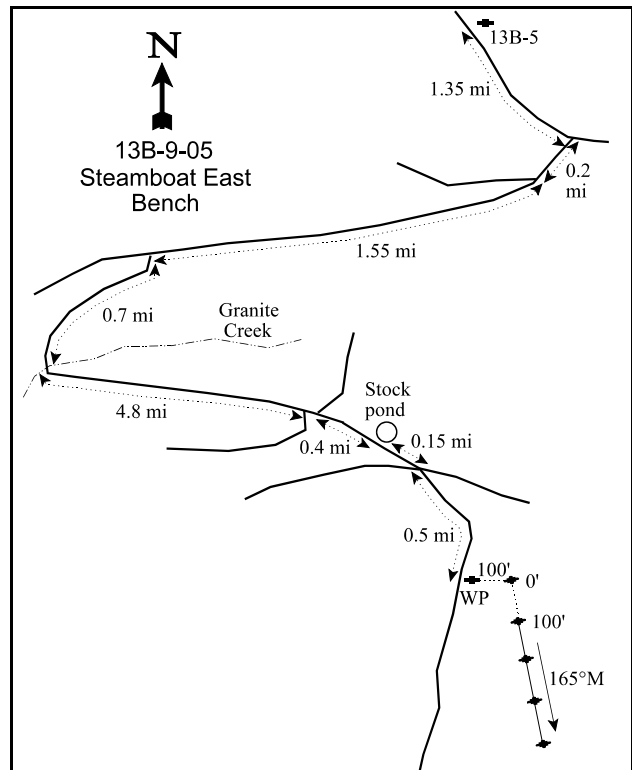 13B-5
N
1.35 mi
13B-9-05
Steamboat East
Bench
0.2
mi
1.55 mi
0.7 mi
Granite
Creek
Stock
pond
4.8 mi
0.4 mi
0.15 mi
0.5 mi
100'
0'
WP
100'
165°M